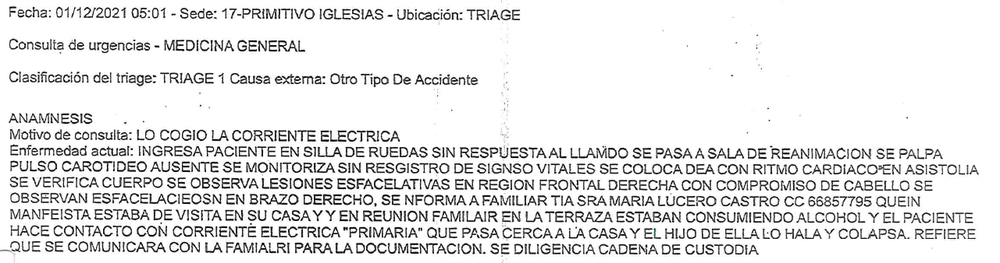 Fecha: 01/12/2021 05:01 - Sede: 17-PRIMITIVO IGLESIAS - Ubicación: TRIAGE
Consulta de urgencias - MEDICINA GENERAL
Clasificación del triage: TRIAGE 1 Causa externa: Otro Tipo De Accidente
ANAMNESIS
Motivo de consulta: LO COGIO LA CORRIENTE ELECTRICA
Enfermedad actual: INGRESA PACIENTE EN SILLA DE RUEDAS SIN RESPUESTA AL LLAMDO SE PASA A SALA DE REANIMACION SE PALPA
PULSO CAROTIDEO AUSENTE SE MONITORIZA SIN RESGISTRO DE SIGNSO VITALES SE COLOCA DEA CON RITMO CARDIACO EN ASISTOLIA
SE VERIFICA CUERPO SE OBSERVA LESIONES ESFACELATIVAS EN REGION FRONTAL DERECHA CON COMPROMISO DE CABELLO SE
OBSERVAN ESFACELACIEOSN EN BRAZO DERECHO, SE NFORMA A FAMILIAR TIA SRA MARIA LUCERO CASTRO CC 66857795 QUEIN
MANFEISTA ESTABA DE VISITA EN SU CASA Y Y EN REUNION FAMILAIR EN LA TERRAZA ESTABAN CONSUMIENDO ALCOHOL Y EL PACIENTE
HACE CONTACTO CON CORRIENTE ELECTRICA "PRIMARIA" QUE PASA CERCA A LA CASA Y EL HIJO DE ELLA LO HALA Y COLAPSA. REFIERE
QUE SE COMUNICARA CON LA FAMIALRI PARA LA DOCUMENTACION. SE DILIGENCIA CADENA DE CUSTODIA